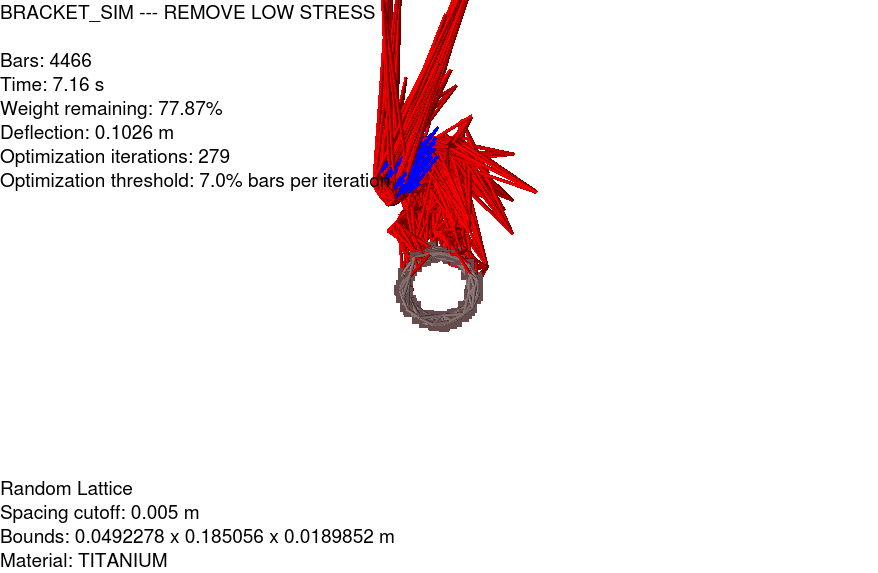 BRACKET_SIM --- REMOVE LOW STRESS
Bars: 4466
Time: 7.16 s
Weight remaining: 77.87%
Deflection: 0.1026 m
Optimization iterations: 279
Optimization threshold: 7.0% bars per iteration
Random Lattice
Spacing cutoff: 0.005 m
Bounds: 0.0492278 x 0.185056 x 0.0189852 m
Material: TITANIUM